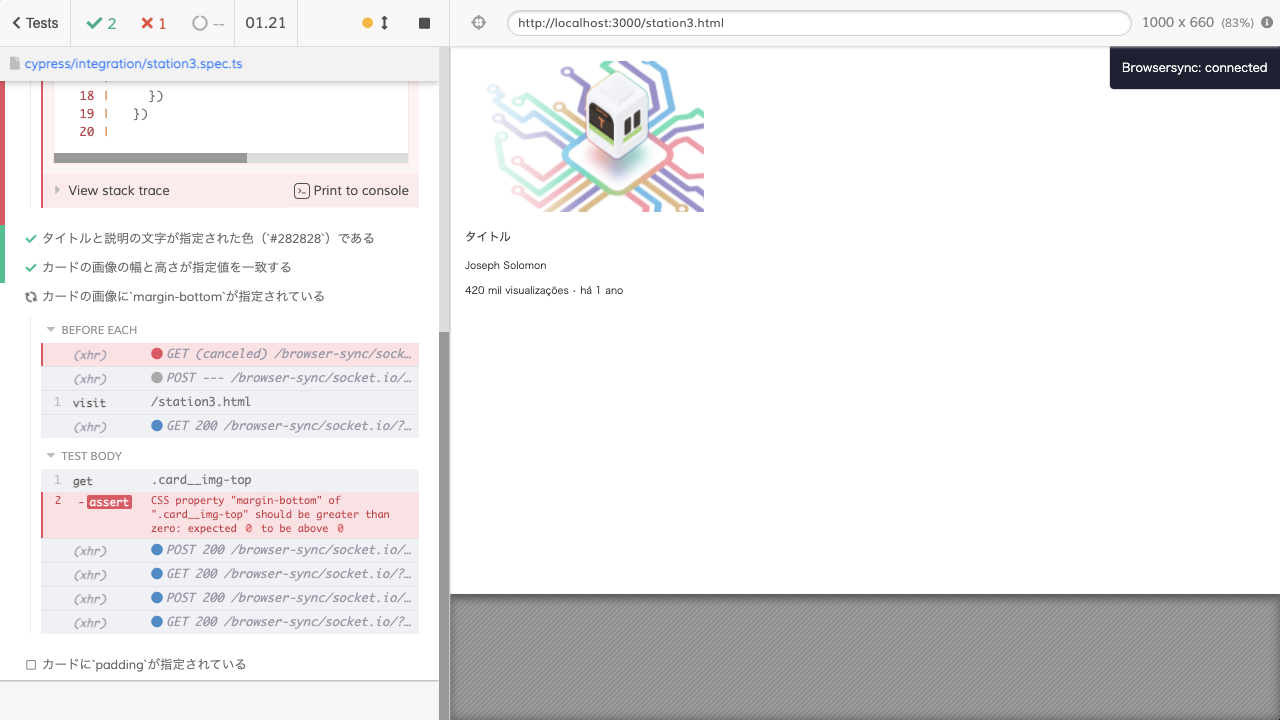 Tests
2
1
--
01.21
http://localhost:3000/station3.html
1000 x 660 (83%)
cypress/integration/station3.spec.ts
Browsersync: connected
18 | })
19 | })
20 |
View stack trace
Print to console
タイトルと説明の文字が指定された色（`#282828`）である
カードの画像の幅と高さが指定値を一致する
カードの画像に`margin-bottom`が指定されている
BEFORE EACH
(xhr) GET (canceled) /browser-sync/sock…
(xhr) POST --- /browser-sync/socket.io/…
1 visit /station3.html
(xhr) GET 200 /browser-sync/socket.io/?…
TEST BODY
1 get .card__img-top
2 -assert CSS property "margin-bottom" of
".card__img-top" should be greater than
zero: expected 0 to be above 0
(xhr) POST 200 /browser-sync/socket.io/…
(xhr) GET 200 /browser-sync/socket.io/?…
(xhr) POST 200 /browser-sync/socket.io/…
(xhr) GET 200 /browser-sync/socket.io/?…
カードに`padding`が指定されている
T
タイトル
Joseph Solomon
420 mil visualizações · há 1 ano